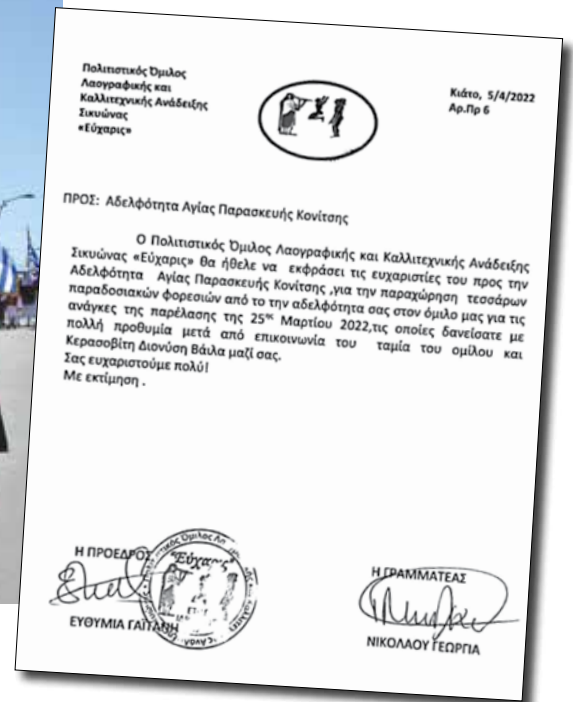 Πολιτιστικός Όμιλος
Λαογραφικής και
Καλλιτεχνικής Ανάδειξης
Σικυώνας
«Εύχαρις»
Κιάτο, 5/4/2022
Αρ.Πρ 6
ΠΡΟΣ: Αδελφότητα Αγίας Παρασκευής Κονίτσης
Ο Πολιτιστικός Όμιλος Λαογραφικής και Καλλιτεχνικής Ανάδειξης
Σικυώνας «Εύχαρις» θα ήθελε να εκφράσει τις ευχαριστίες του προς την
Αδελφότητα Αγίας Παρασκευής Κονίτσης ,για την παραχώρηση τεσσάρων
παραδοσιακών φορεσιών από το την αδελφότητα σας στον όμιλο μας για τις
ανάγκες της παρέλασης της 25ης Μαρτίου 2022,τις οποίες δανείσατε με
πολλή προθυμία μετά από επικοινωνία του ταμία του ομίλου και
Κερασοβίτη Διονύση Βάιλα μαζί σας.
Σας ευχαριστούμε πολύ!
Με εκτίμηση .
Η ΠΡΟΕΔΡΟΣ
"Εύχαρις"
ΕΥΘΥΜΙΑ ΓΑΪΤΑΝΗ
Η ΓΡΑΜΜΑΤΕΑΣ
ΝΙΚΟΛΑΟΥ ΓΕΩΡΓΙΑ